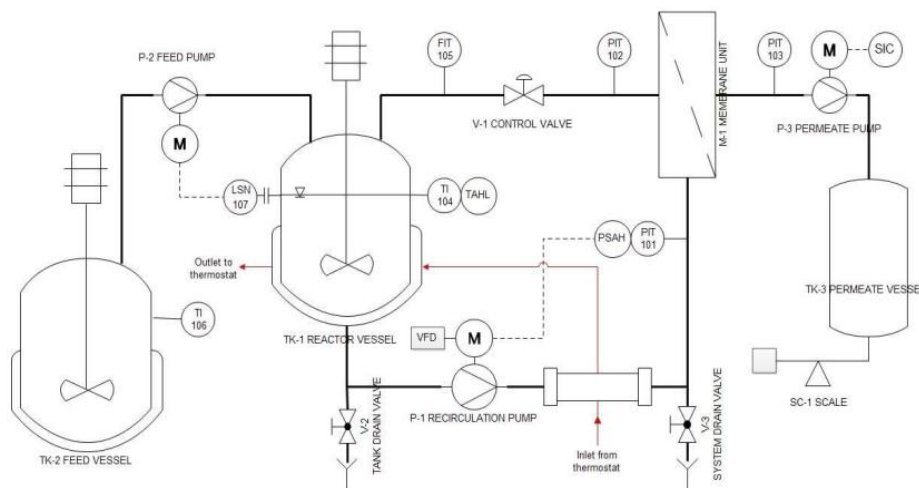 P-2 FEED PUMP
M
LSN
107
TK-2 FEED VESSEL
TI
106
Outlet to
thermostat
TK-1 REACTOR VESSEL
TI
104
TAHL
FIT
105
V-1 CONTROL VALVE
PIT
102
M-1 MEMERANE UNIT
PIT
103
M
SIC
P-3 PERMEATE PUMP
PSAH
PIT
101
VFD
M
P-1 RECIRCULATION PUMP
V-2
TANK DRAIN VALVE
Inlet from
thermostat
V-3
SYSTEM DRAIN VALVE
TK-3 PERMEATE VESSE
SC-1 SCALE